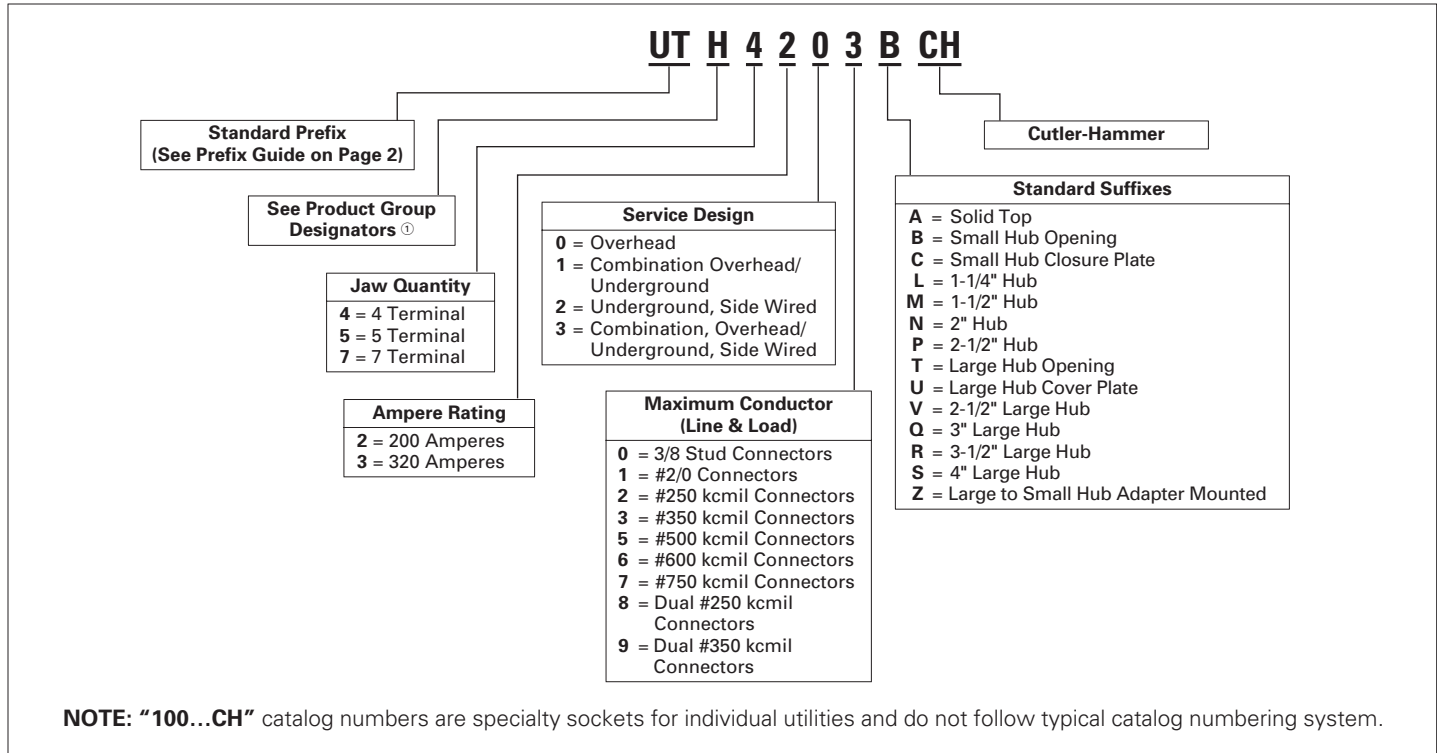 UT H 4 2 0 3 B CH
Standard Prefix
(See Prefix Guide on Page 2)
Cutler-Hammer
See Product Group
Designators ①
Jaw Quantity
4 = 4 Terminal
5 = 5 Terminal
7 = 7 Terminal
Ampere Rating
2 = 200 Amperes
3 = 320 Amperes
Service Design
0 = Overhead
1 = Combination Overhead/
Underground
2 = Underground, Side Wired
3 = Combination, Overhead/
Underground, Side Wired
Maximum Conductor
(Line & Load)
0 = 3/8 Stud Connectors
1 = #2/0 Connectors
2 = #250 kcmil Connectors
3 = #350 kcmil Connectors
5 = #500 kcmil Connectors
6 = #600 kcmil Connectors
7 = #750 kcmil Connectors
8 = Dual #250 kcmil
Connectors
9 = Dual #350 kcmil
Connectors
Standard Suffixes
A = Solid Top
B = Small Hub Opening
C = Small Hub Closure Plate
L = 1-1/4" Hub
M = 1-1/2" Hub
N = 2" Hub
P = 2-1/2" Hub
T = Large Hub Opening
U = Large Hub Cover Plate
V = 2-1/2" Large Hub
Q = 3" Large Hub
R = 3-1/2" Large Hub
S = 4" Large Hub
Z = Large to Small Hub Adapter Mounted
NOTE: "100...CH" catalog numbers are specialty sockets for individual utilities and do not follow typical catalog numbering system.